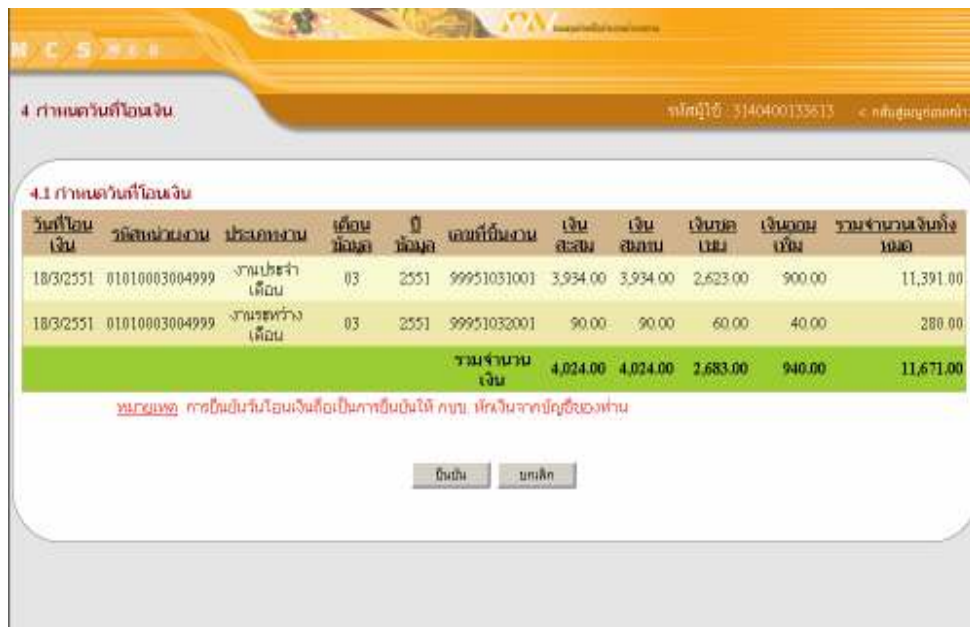 MCS WEB
4 กำหนดวันที่โอนเงิน
รหัสผู้ใช้ : 3140400133613
4.1 กำหนดวันที่โอนเงิน
วันที่โอนเงิน รหัสหน่วยงาน ประเภทงาน เดือนข้อมูล ปีข้อมูล เลขที่ยื่นงาน เงินสะสม เงินสมทบ เงินชดเชย เงินออมเพิ่ม รวมจำนวนเงินทั้งหมด
18/3/2551 01010003004999 งานประจำเดือน 03 2551 99951031001 3,934.00 3,934.00 2,623.00 900.00 11,391.00
18/3/2551 01010003004999 งานระหว่างเดือน 03 2551 99951032001 90.00 90.00 60.00 40.00 280.00
รวมจำนวนเงิน 4,024.00 4,024.00 2,683.00 940.00 11,671.00
หมายเหตุ การยืนยันวันโอนเงินถือเป็นการยืนยันให้ กบข. หักเงินจากบัญชีของท่าน
ยืนยัน ยกเลิก